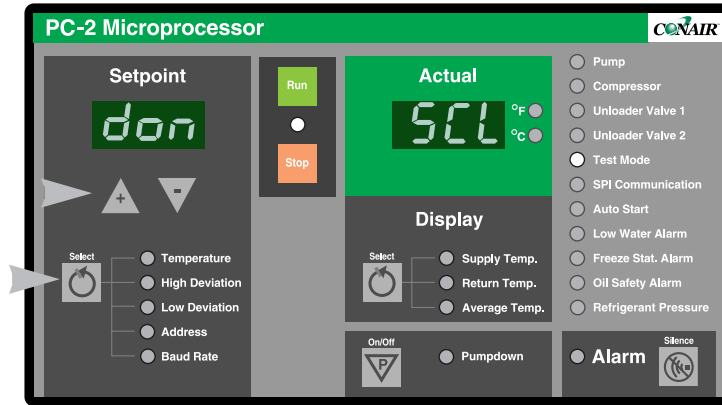 PC-2 Microprocessor
CONAIR
Setpoint
don
+
-
Select
Temperature
High Deviation
Low Deviation
Address
Baud Rate
Run
Stop
Actual
SCL
°F
°C
Display
Select
Supply Temp.
Return Temp.
Average Temp.
On/Off
P
Pumpdown
Pump
Compressor
Unloader Valve 1
Unloader Valve 2
Test Mode
SPI Communication
Auto Start
Low Water Alarm
Freeze Stat. Alarm
Oil Safety Alarm
Refrigerant Pressure
Alarm
Silence